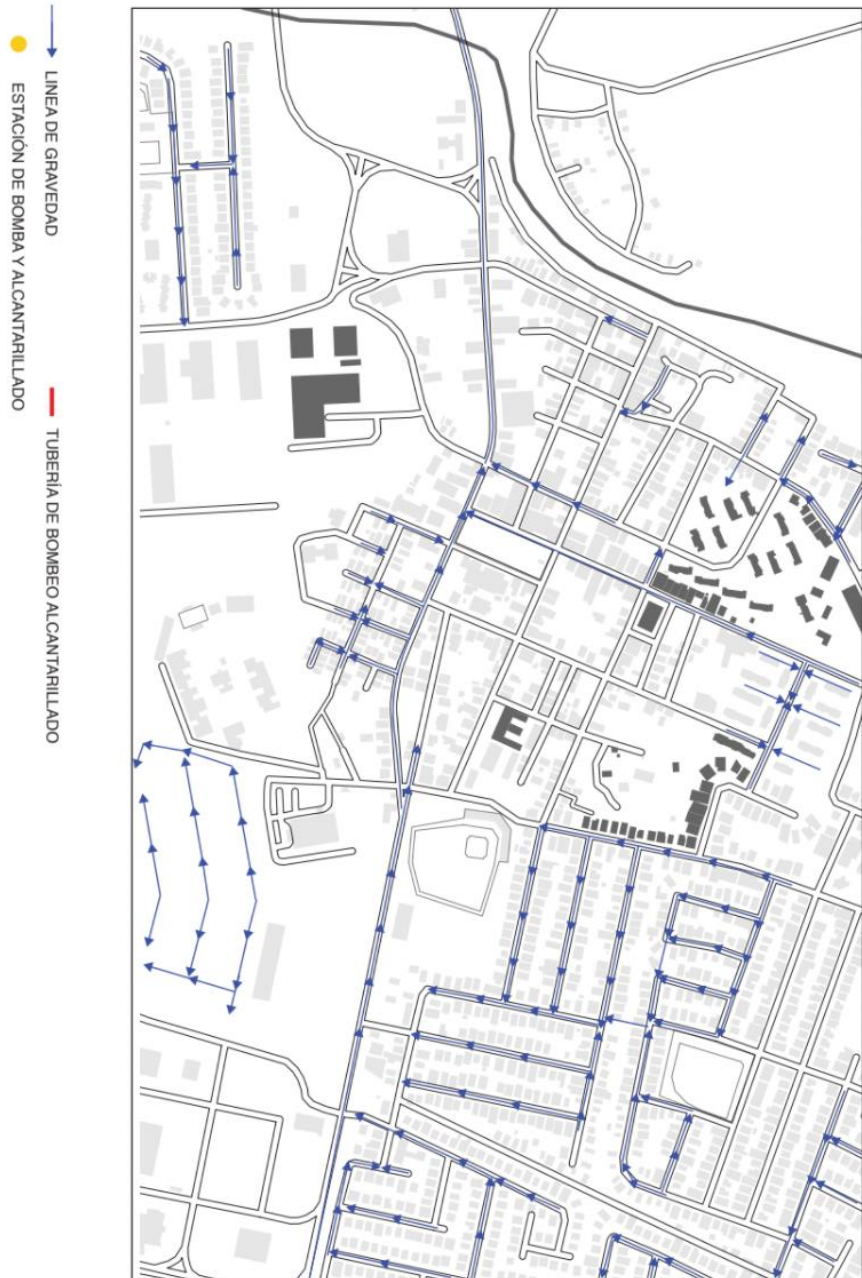 LINEA DE GRAVEDAD
TUBERÍA DE BOMBEO ALCANTARILLADO
ESTACIÓN DE BOMBA Y ALCANTARILLADO